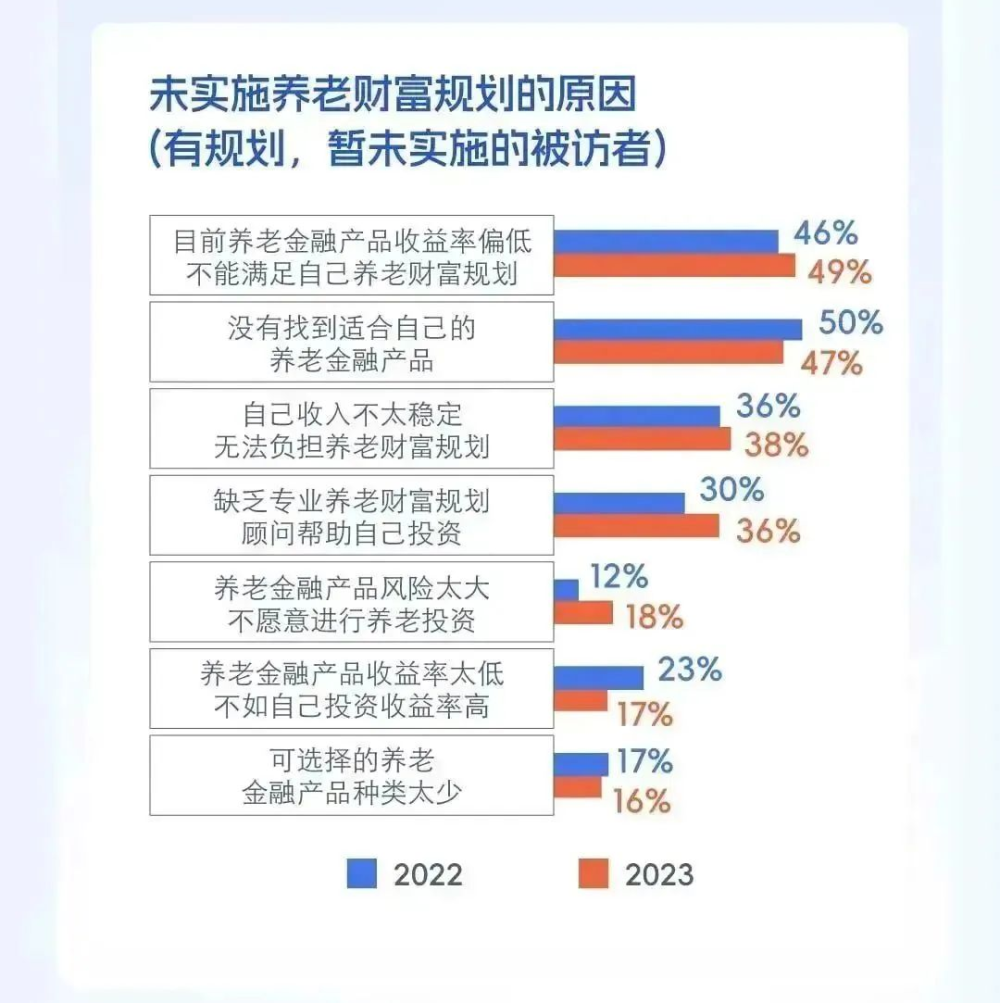 未实施养老财富规划的原因
(有规划，暂未实施的被访者)
目前养老金融产品收益率偏低
不能满足自己养老财富规划
46%
49%
没有找到适合自己的
养老金融产品
50%
47%
自己收入不太稳定
无法负担养老财富规划
36%
38%
缺乏专业养老财富规划
顾问帮助自己投资
30%
36%
养老金融产品风险太大
不愿意进行养老投资
12%
18%
养老金融产品收益率太低
不如自己投资收益率高
23%
17%
可选择的养老
金融产品种类太少
17%
16%
2022
2023